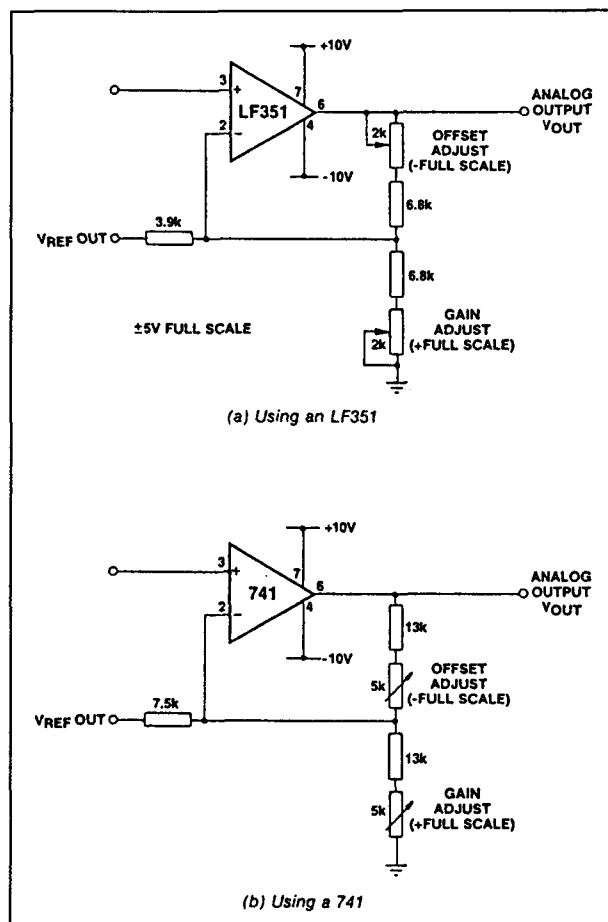 +10V
3
+
7
LF351
6
2
−
4
-10V
ANALOG
OUTPUT
VOUT
2k
OFFSET
ADJUST
(-FULL SCALE)
6.8k
VREF OUT
3.9k
6.8k
±5V FULL SCALE
GAIN
ADJUST
(+FULL SCALE)
2k
(a) Using an LF351
+10V
3
+
7
741
6
2
−
4
-10V
ANALOG
OUTPUT
VOUT
13k
5k
OFFSET
ADJUST
(-FULL SCALE)
VREF OUT
7.5k
13k
5k
GAIN
ADJUST
(+FULL SCALE)
(b) Using a 741